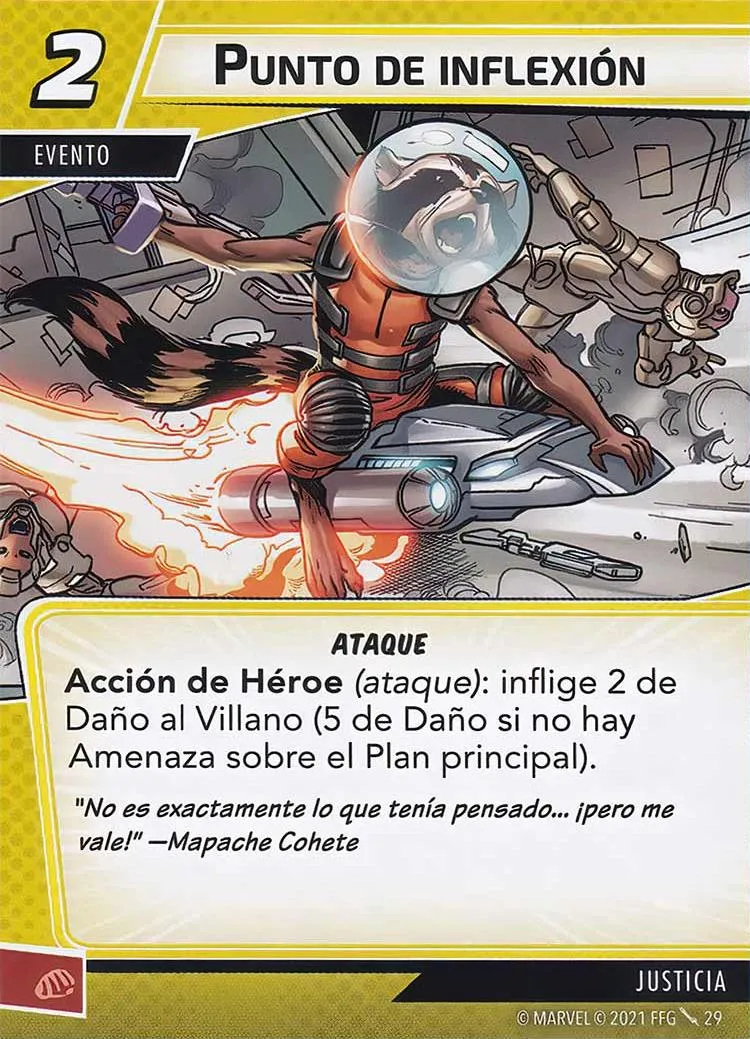 2
PUNTO DE INFLEXIÓN
EVENTO
ATAQUE
Acción de Héroe (ataque): inflige 2 de
Daño al Villano (5 de Daño si no hay
Amenaza sobre el Plan principal).
"No es exactamente lo que tenía pensado... ¡pero me
vale!" —Mapache Cohete
JUSTICIA
© MARVEL © 2021 FFG 29